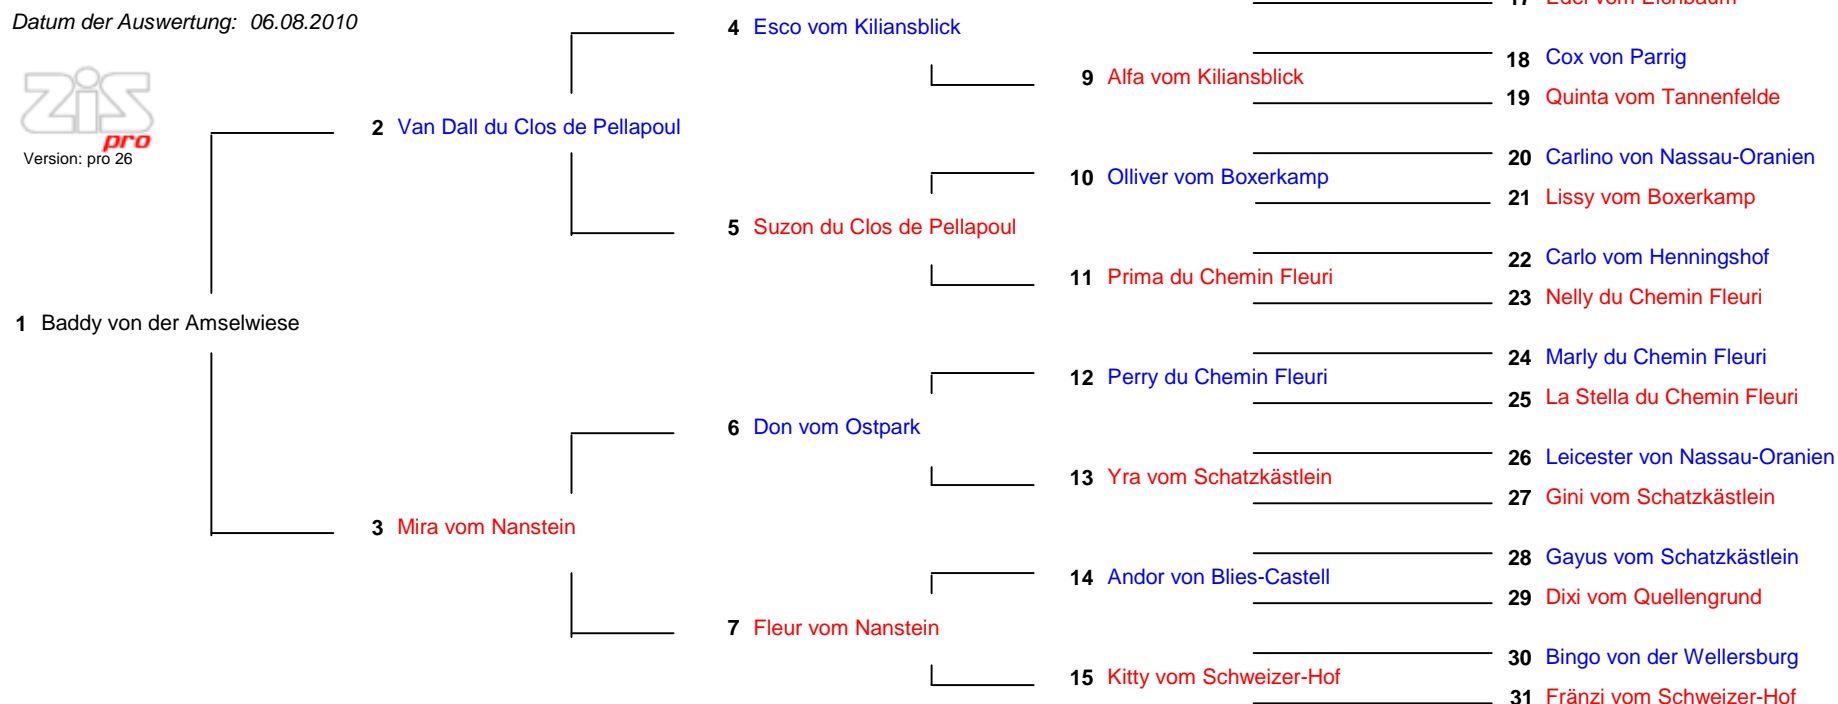 17 Edel vom Eichbaum
Datum der Auswertung: 06.08.2010
4 Esco vom Kiliansblick
18 Cox von Parrig
9 Alfa vom Kiliansblick
19 Quinta vom Tannenfelde
ZiS
pro
Version: pro 26
2 Van Dall du Clos de Pellapoul
20 Carlino von Nassau-Oranien
10 Olliver vom Boxerkamp
21 Lissy vom Boxerkamp
5 Suzon du Clos de Pellapoul
22 Carlo vom Henningshof
11 Prima du Chemin Fleuri
23 Nelly du Chemin Fleuri
1 Baddy von der Amselwiese
24 Marly du Chemin Fleuri
12 Perry du Chemin Fleuri
25 La Stella du Chemin Fleuri
6 Don vom Ostpark
26 Leicester von Nassau-Oranien
13 Yra vom Schatzkästlein
27 Gini vom Schatzkästlein
3 Mira vom Nanstein
28 Gayus vom Schatzkästlein
14 Andor von Blies-Castell
29 Dixi vom Quellengrund
7 Fleur vom Nanstein
30 Bingo von der Wellersburg
15 Kitty vom Schweizer-Hof
31 Fränzi vom Schweizer-Hof